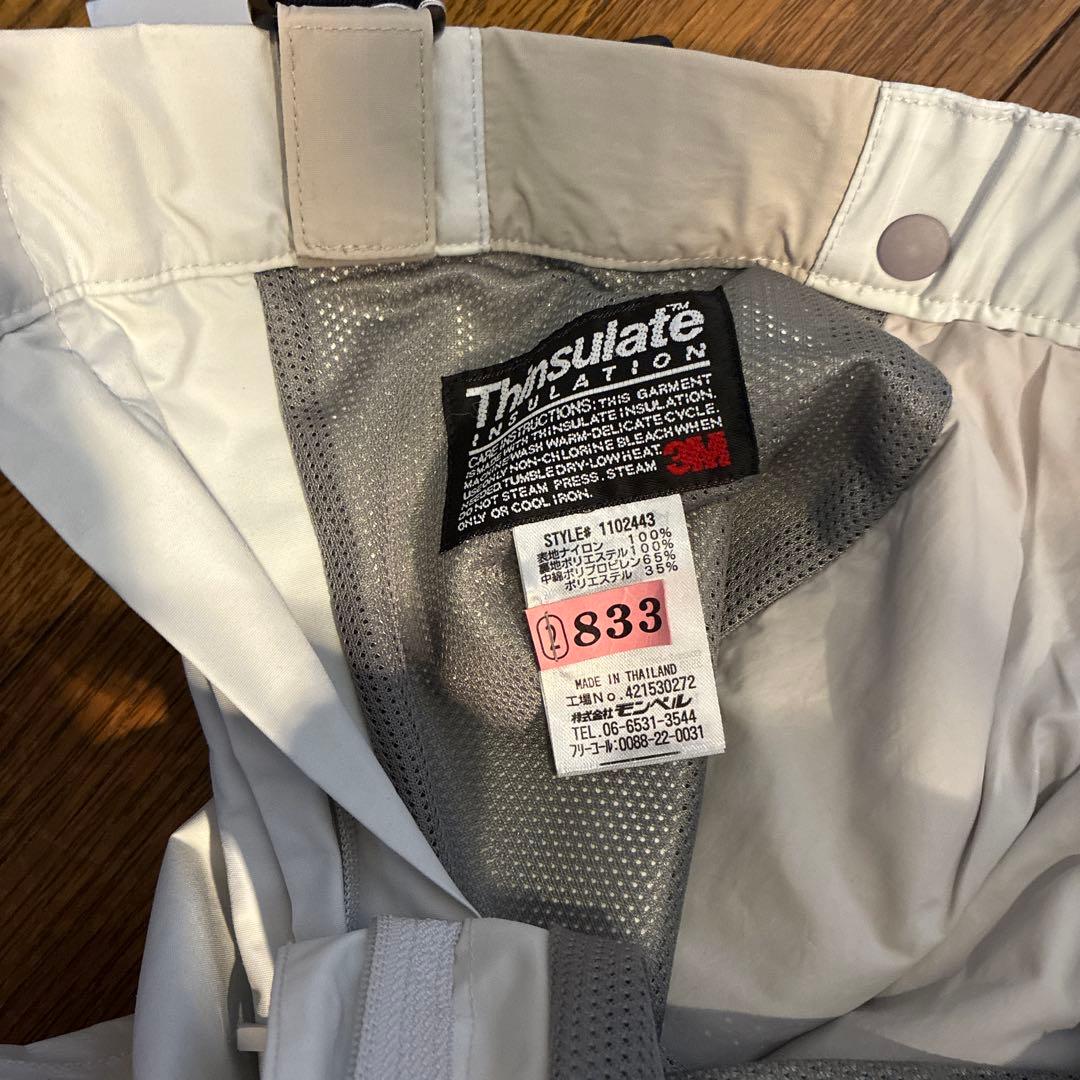 Thinsulate™
INSULATION
CARE INSTRUCTIONS: THIS GARMENT
IS MADE WITH THINSULATE INSULATION.
MACHINE WASH WARM-DELICATE CYCLE.
USE ONLY NON-CHLORINE BLEACH WHEN
NEEDED. TUMBLE DRY-LOW HEAT.
DO NOT STEAM PRESS. STEAM
ONLY OR COOL IRON.
3M
STYLE# 1102443
表地ナイロン 100%
裏地ポリエステル 100%
中綿ポリプロピレン 65%
ポリエステル 35%
2 833
MADE IN THAILAND
工場No.421530272
株式会社モンベル
TEL.06-6531-3544
フリーコール:0088-22-0031